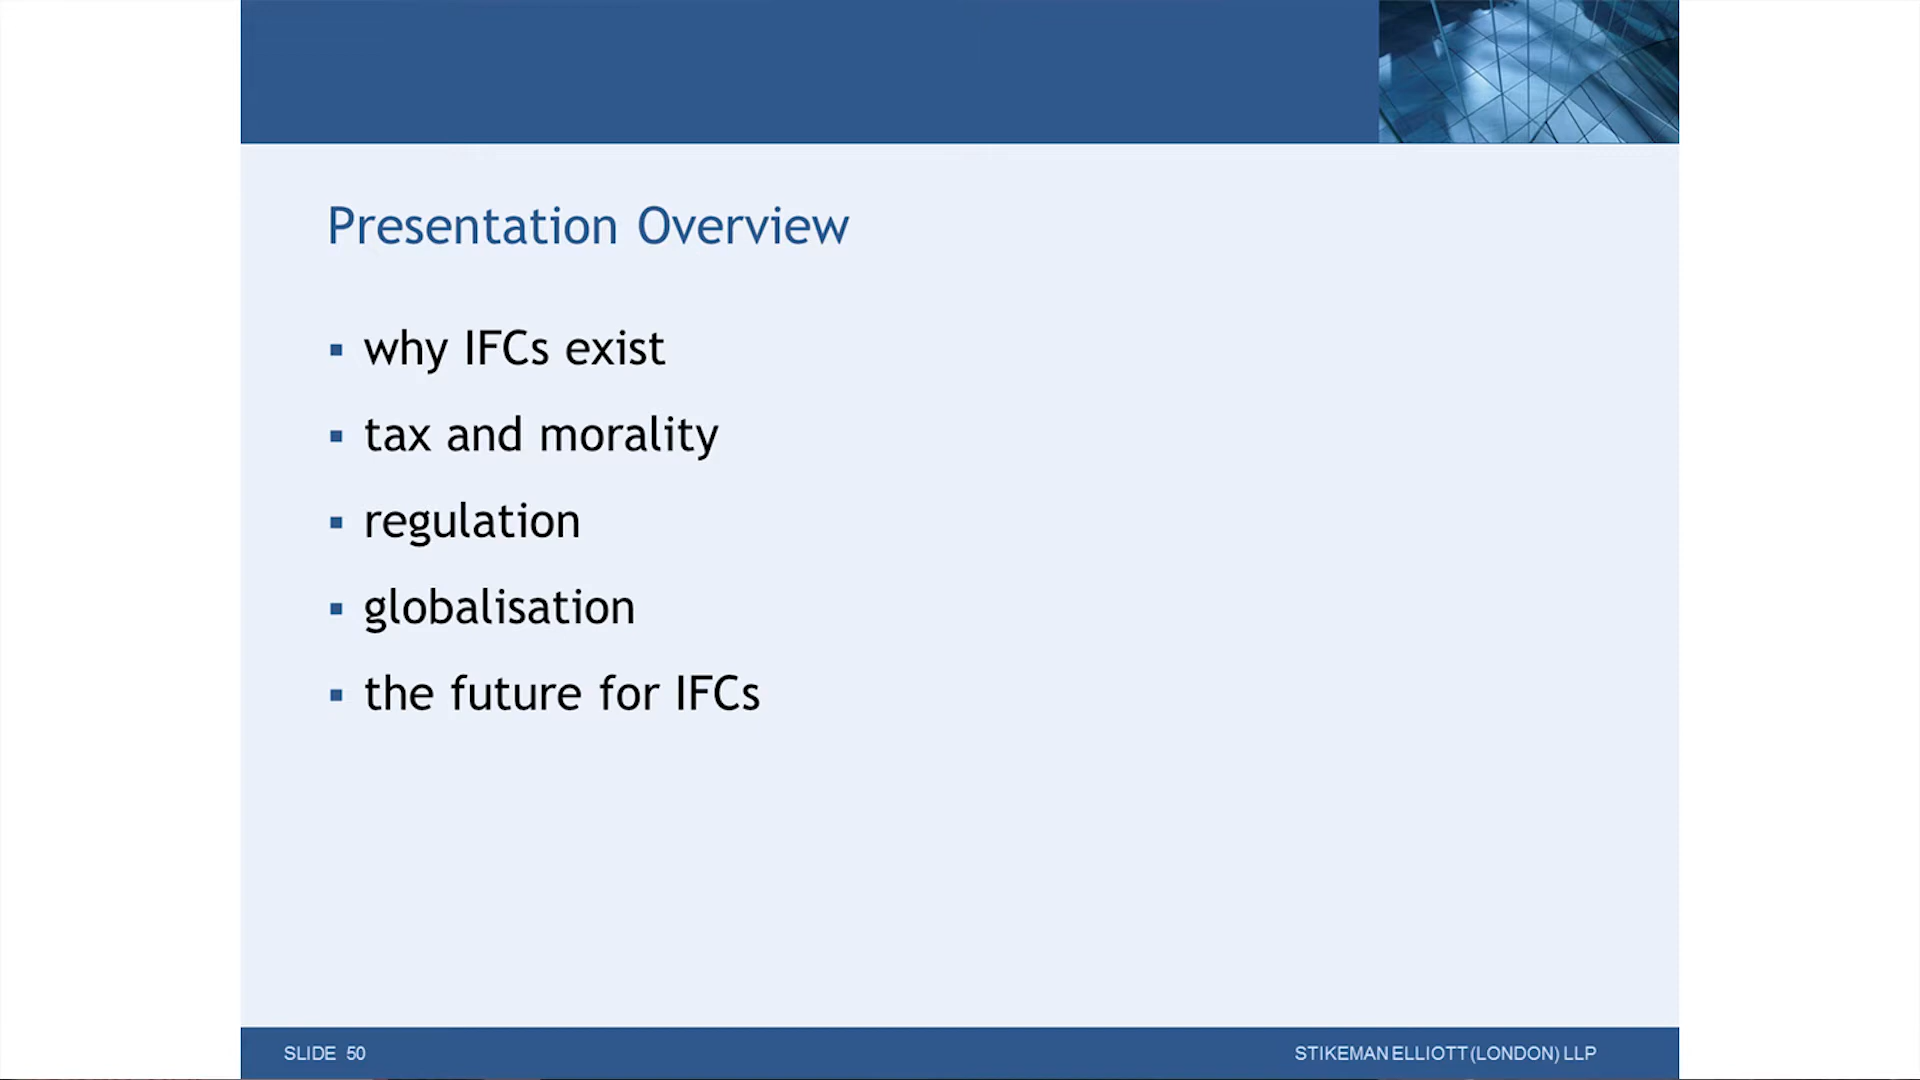 Presentation Overview
why IFCs exist
tax and morality
regulation
globalisation
the future for IFCs
SLIDE 50
STIKEMAN ELLIOTT (LONDON) LLP